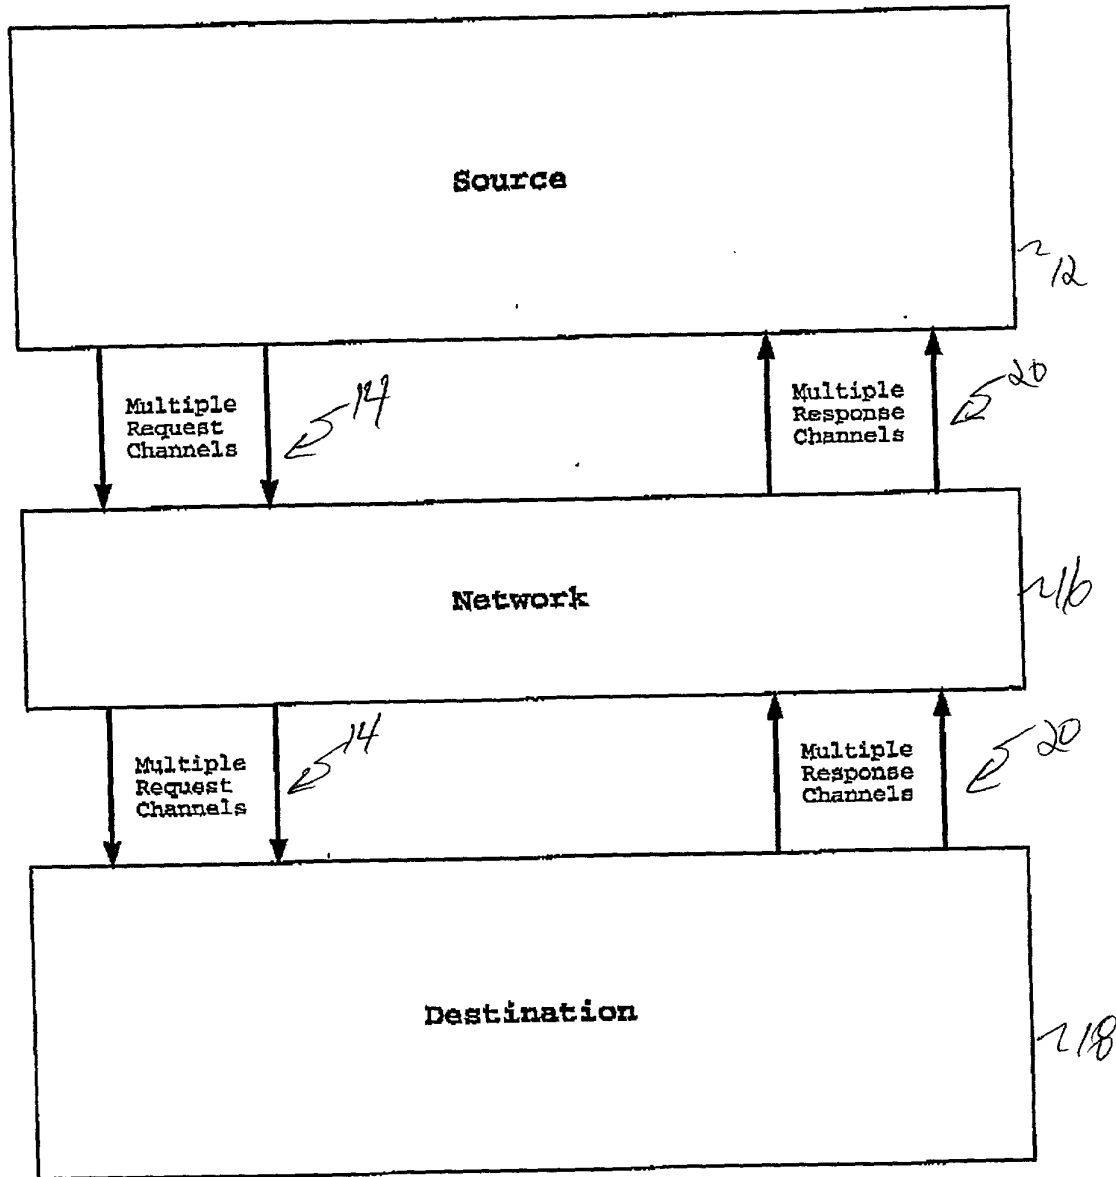 Source
12
Multiple
Request
Channels
14
Multiple
Response
Channels
20
Network
16
Multiple
Request
Channels
14
Multiple
Response
Channels
20
Destination
18